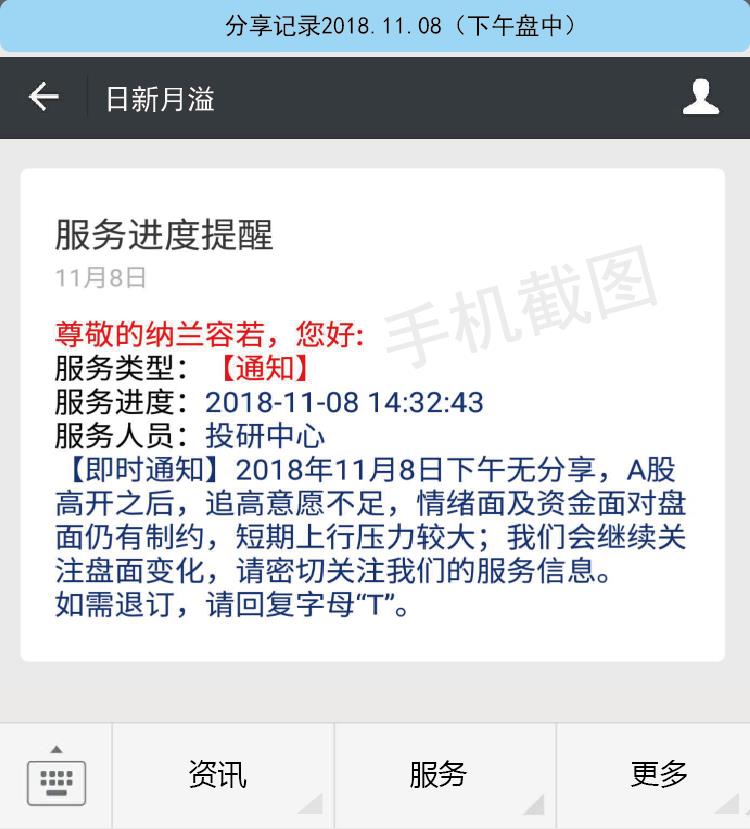 分享记录2018.11.08（下午盘中）
日新月溢
服务进度提醒
11月8日
手机截图
尊敬的纳兰容若，您好:
服务类型：【通知】
服务进度：2018-11-08 14:32:43
服务人员：投研中心
【即时通知】2018年11月8日下午无分享，A股
高开之后，追高意愿不足，情绪面及资金面对盘
面仍有制约，短期上行压力较大；我们会继续关
注盘面变化，请密切关注我们的服务信息。
如需退订，请回复字母“T”。
资讯
服务
更多